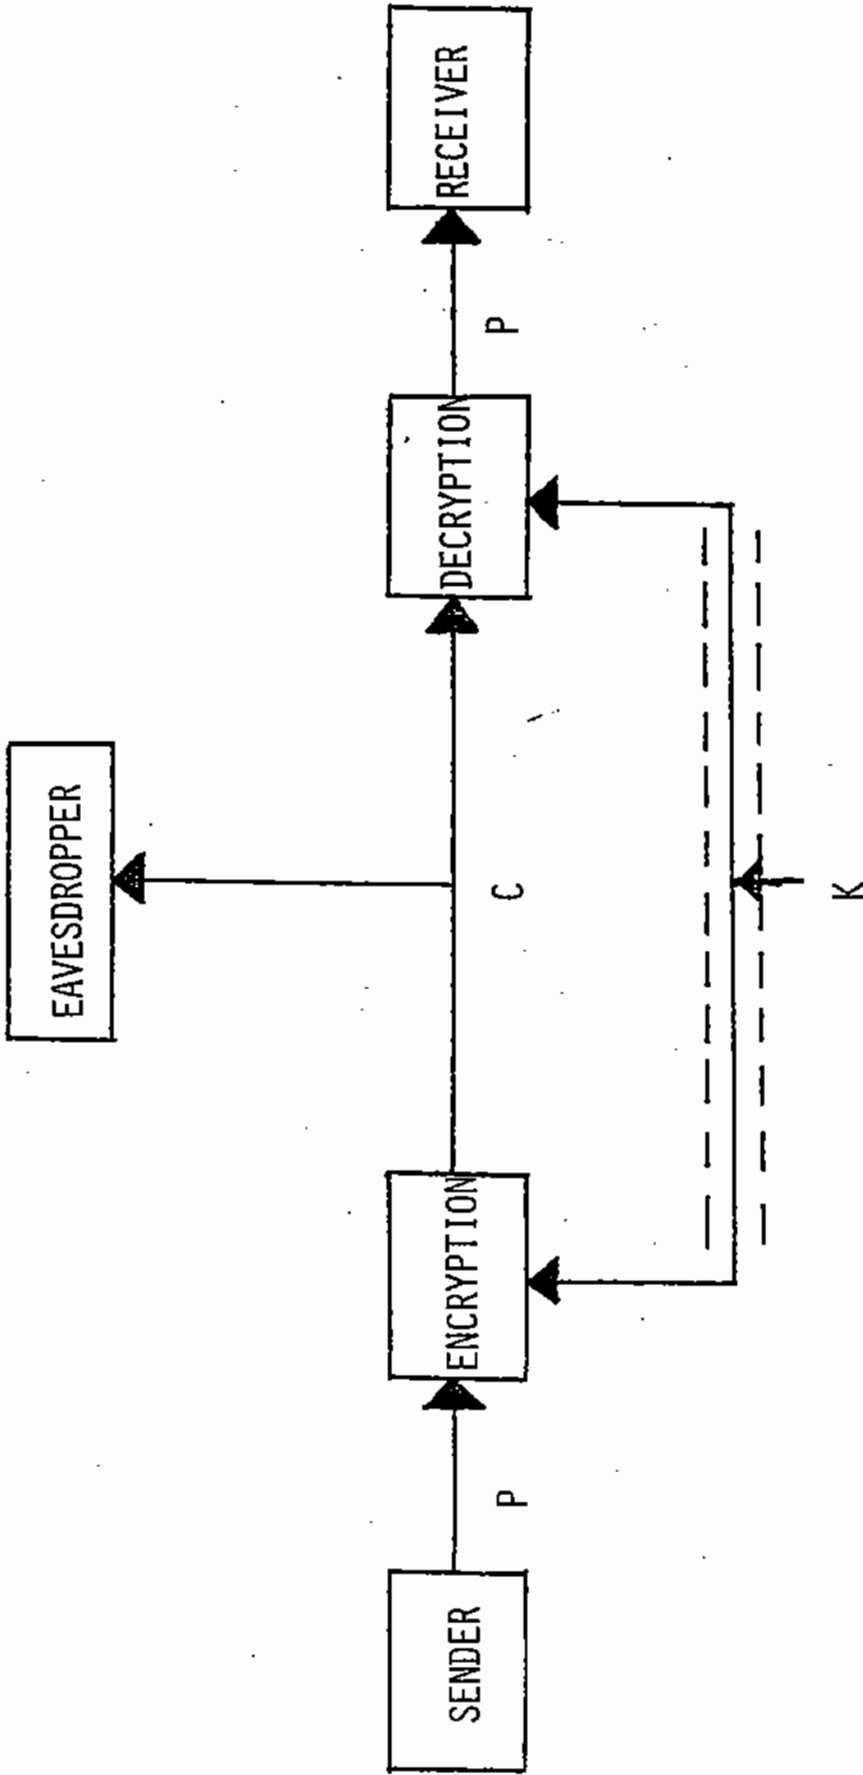 EAVESDROPPER
SENDER
P
ENCRYPTION
C
DECRYPTION
P
RECEIVER
K